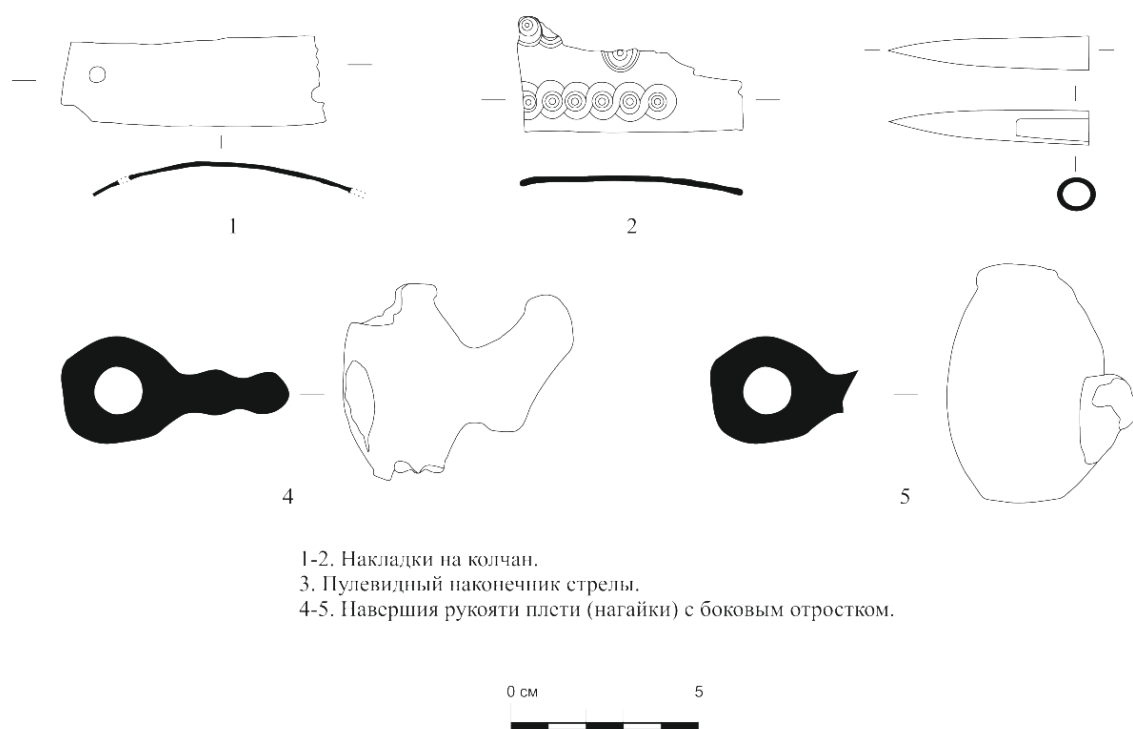 1
2
4
5
1-2. Накладки на колчан.
3. Пулевидный наконечник стрелы.
4-5. Навершия рукояти плети (нагайки) с боковым отростком.
0 см 5